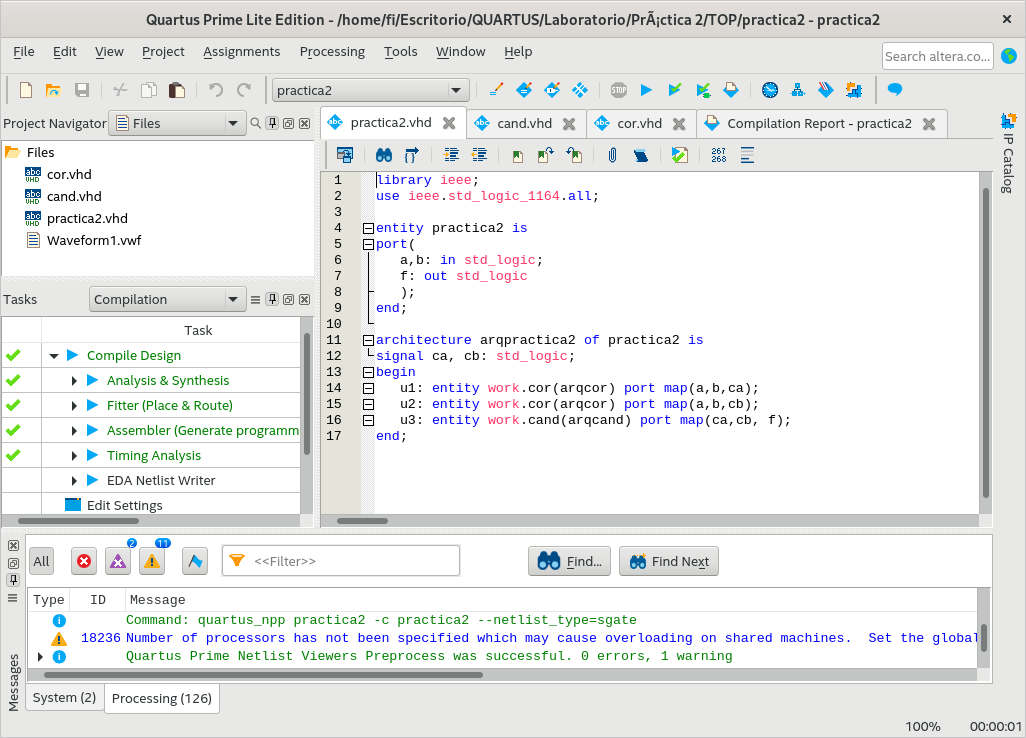 Quartus Prime Lite Edition - /home/fi/Escritorio/QUARTUS/Laboratorio/PrÃ¡ctica 2/TOP/practica2 - practica2
File Edit View Project Assignments Processing Tools Window Help
Search altera.co...
practica2
Project Navigator Files
practica2.vhd cand.vhd cor.vhd Compilation Report - practica2
IP Catalog
Files
cor.vhd
cand.vhd
practica2.vhd
Waveform1.vwf
Tasks Compilation
Task
Compile Design
Analysis & Synthesis
Fitter (Place & Route)
Assembler (Generate programm
Timing Analysis
EDA Netlist Writer
Edit Settings
STOP
267
268
1 library ieee;
2 use ieee.std_logic_1164.all;
3
4 entity practica2 is
5 port(
6 a,b: in std_logic;
7 f: out std_logic
8 );
9 end;
10
11 architecture arqpractica2 of practica2 is
12 signal ca, cb: std_logic;
13 begin
14 u1: entity work.cor(arqcor) port map(a,b,ca);
15 u2: entity work.cor(arqcor) port map(a,b,cb);
16 u3: entity work.cand(arqcand) port map(ca,cb, f);
17 end;
All 2 11 <<Filter>> Find... Find Next
Type ID Message
Command: quartus_npp practica2 -c practica2 --netlist_type=sgate
18236 Number of processors has not been specified which may cause overloading on shared machines. Set the global
Quartus Prime Netlist Viewers Preprocess was successful. 0 errors, 1 warning
Messages
System (2) Processing (126)
100% 00:00:01